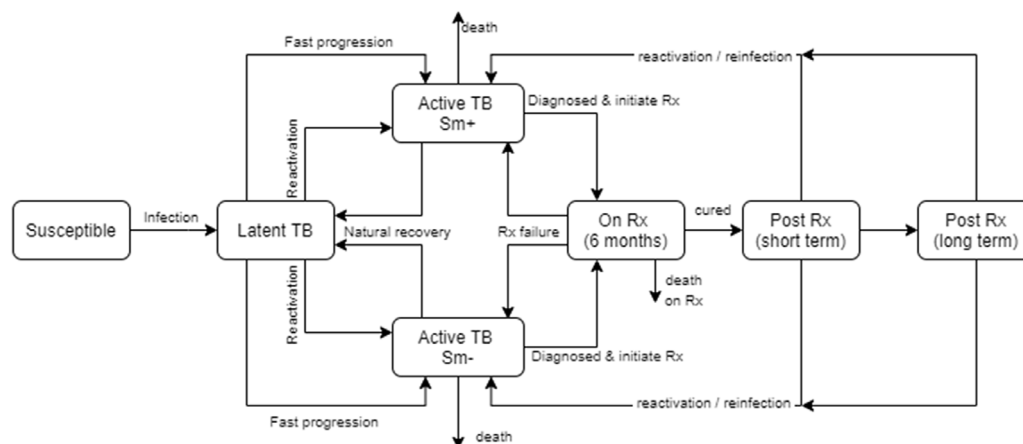 death
Fast progression
reactivation / reinfection
Active TB
Sm+
Diagnosed & initiate Rx
Reactivation
Susceptible
Infection
Latent TB
Natural recovery
Rx failure
On Rx
(6 months)
cured
Post Rx
(short term)
Post Rx
(long term)
death
on Rx
Reactivation
Active TB
Sm-
Diagnosed & initiate Rx
reactivation / reinfection
Fast progression
death